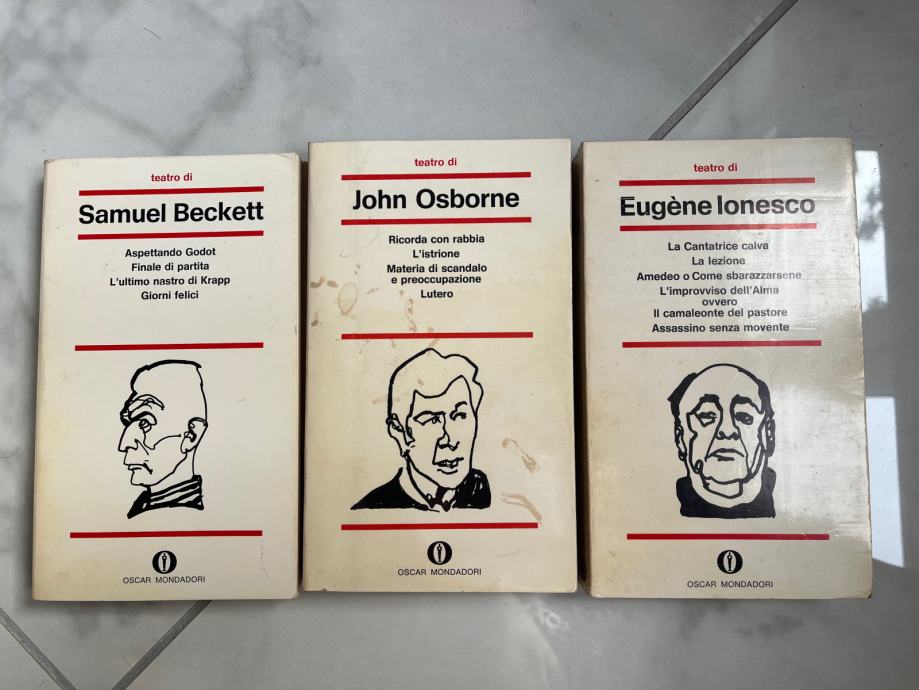 teatro di
Samuel Beckett
Aspettando Godot
Finale di partita
L'ultimo nastro di Krapp
Giorni felici
OSCAR MONDADORI
teatro di
John Osborne
Ricorda con rabbia
L'istrione
Materia di scandalo
e preoccupazione
Lutero
OSCAR MONDADORI
teatro di
Eugène Ionesco
La Cantatrice calva
La lezione
Amedeo o Come sbarazzarsene
L'improvviso dell'Alma
ovvero
Il camaleonte del pastore
Assassino senza movente
OSCAR MONDADORI